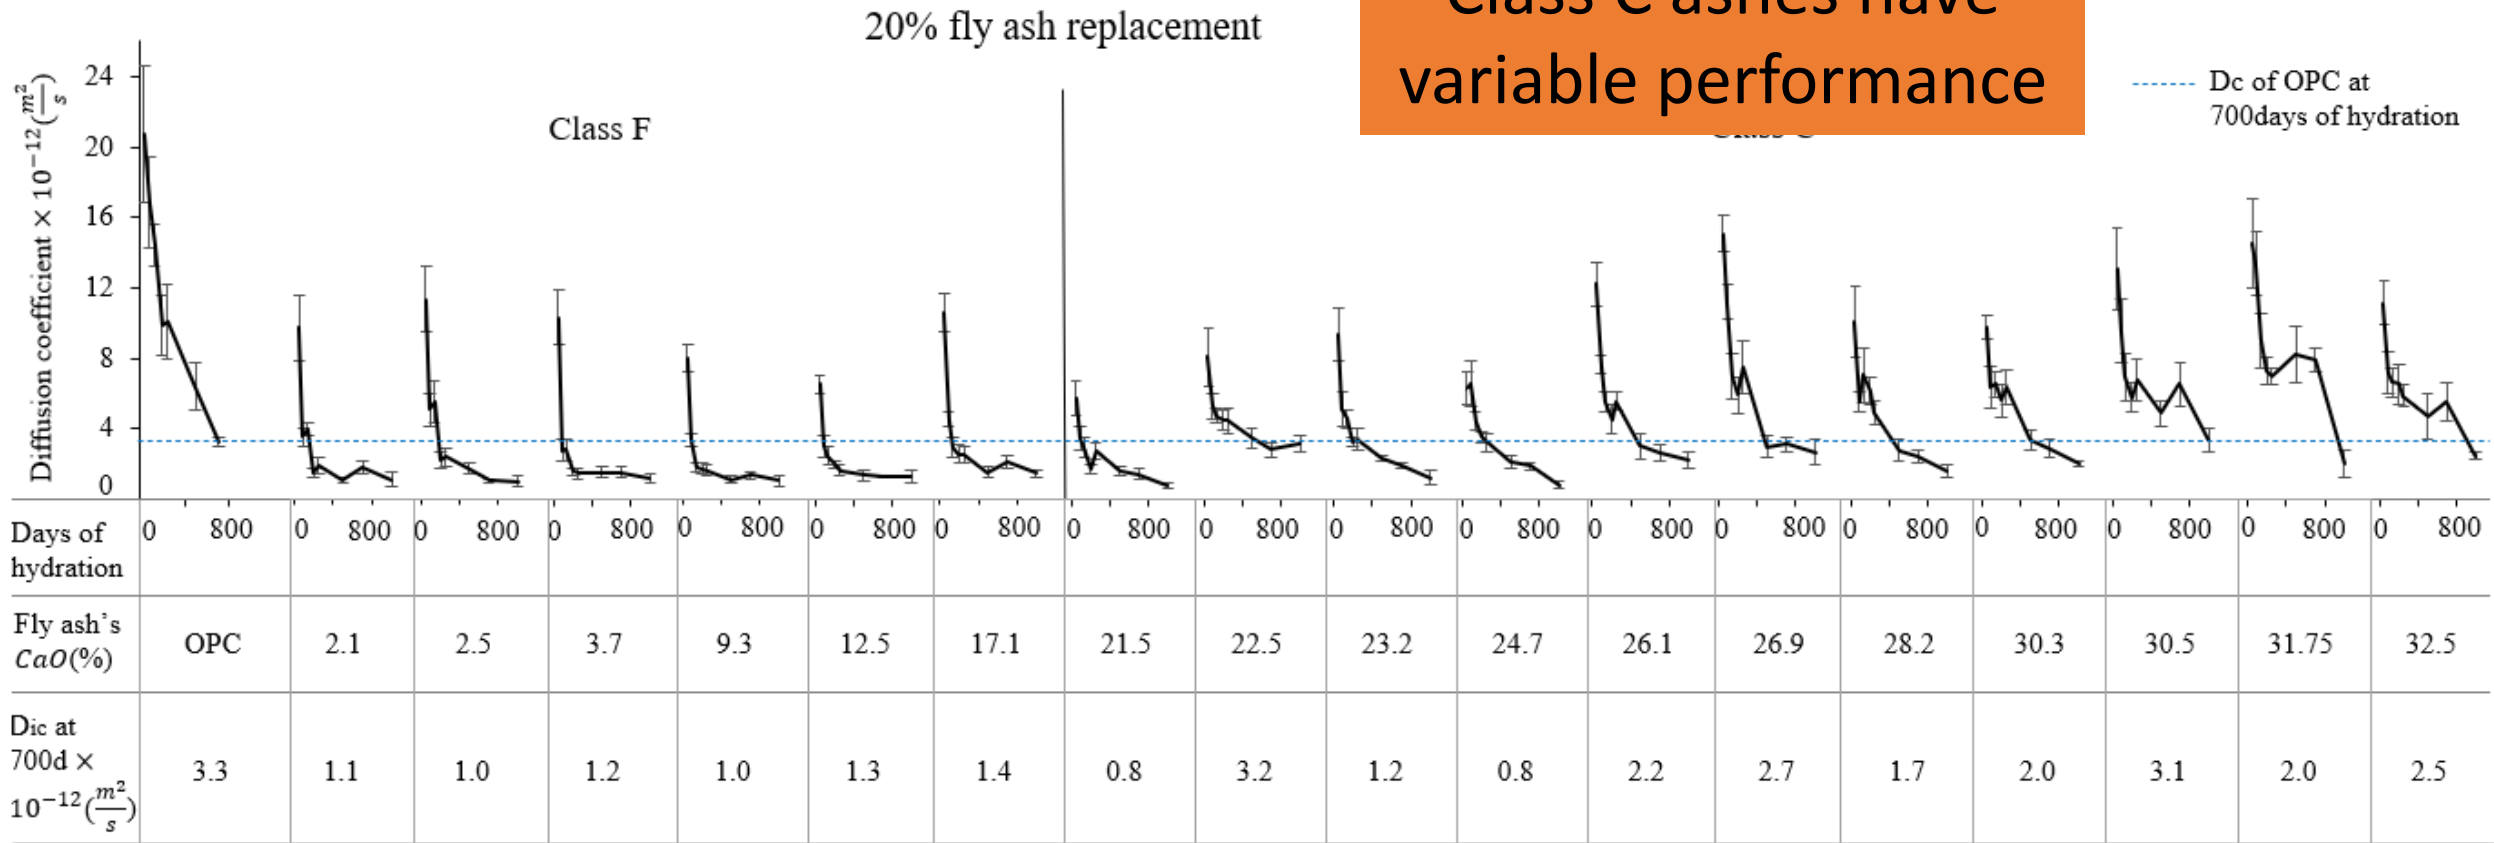 20% fly ash replacement
variable performance
Dc of OPC at
700days of hydration
Class F
Diffusion coefficient × 10⁻¹²(m²/s)
24
20
16
12
8
4
0
Days of
hydration
0 800 0 800 0 800 0 800 0 800 0 800 0 800 0 800 0 800 0 800 0 800 0 800 0 800 0 800 0 800 0 800 0 800 0 800
Fly ash's
CaO(%)
OPC 2.1 2.5 3.7 9.3 12.5 17.1 21.5 22.5 23.2 24.7 26.1 26.9 28.2 30.3 30.5 31.75 32.5
Dic at
700d ×
10⁻¹²(m²/s)
3.3 1.1 1.0 1.2 1.0 1.3 1.4 0.8 3.2 1.2 0.8 2.2 2.7 1.7 2.0 3.1 2.0 2.5